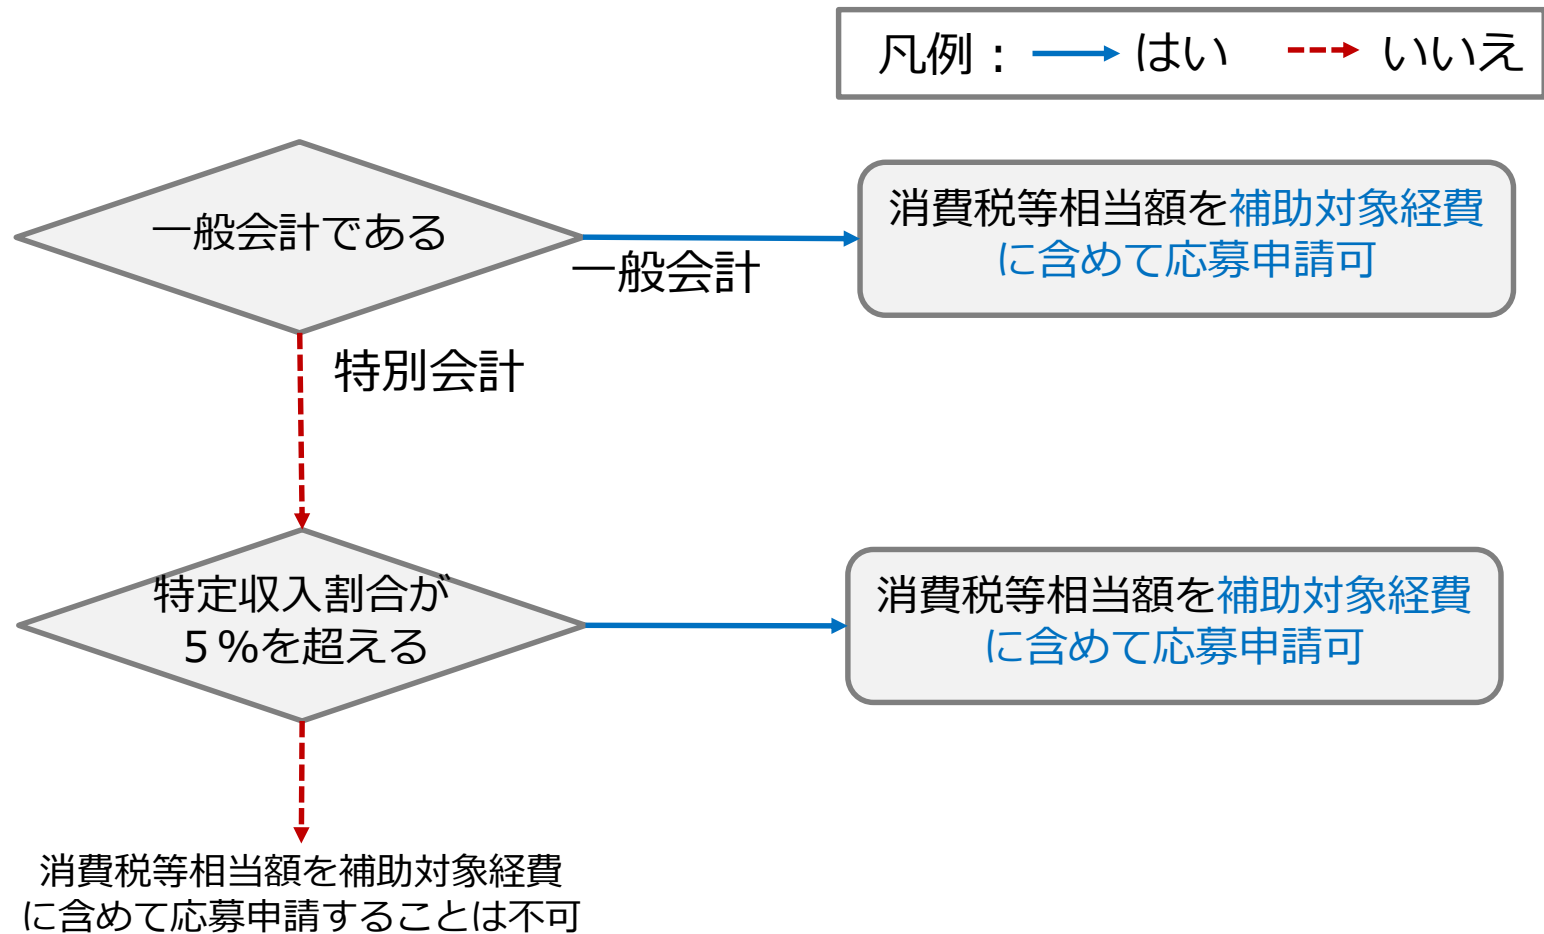 凡例： はい いいえ
一般会計である
消費税等相当額を補助対象経費
に含めて応募申請可
一般会計
特別会計
特定収入割合が
５％を超える
消費税等相当額を補助対象経費
に含めて応募申請可
消費税等相当額を補助対象経費
に含めて応募申請することは不可